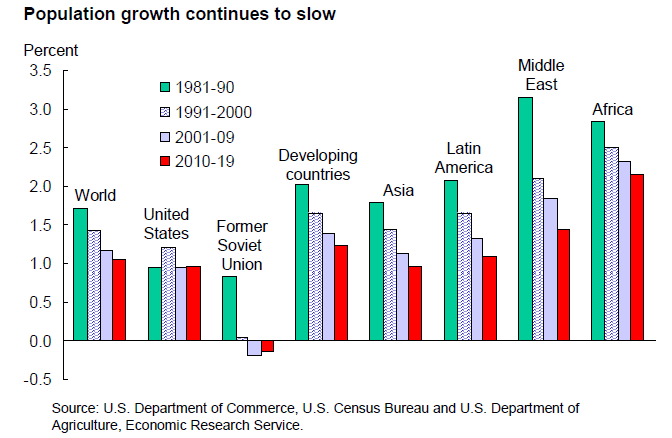 Population growth continues to slow
Percent
3.5
3.0
2.5
2.0
1.5
1.0
0.5
0.0
-0.5
1981-90
1991-2000
2001-09
2010-19
World
United
States
Former
Soviet
Union
Developing
countries
Asia
Latin
America
Middle
East
Africa
Source: U.S. Department of Commerce, U.S. Census Bureau and U.S. Department of
Agriculture, Economic Research Service.